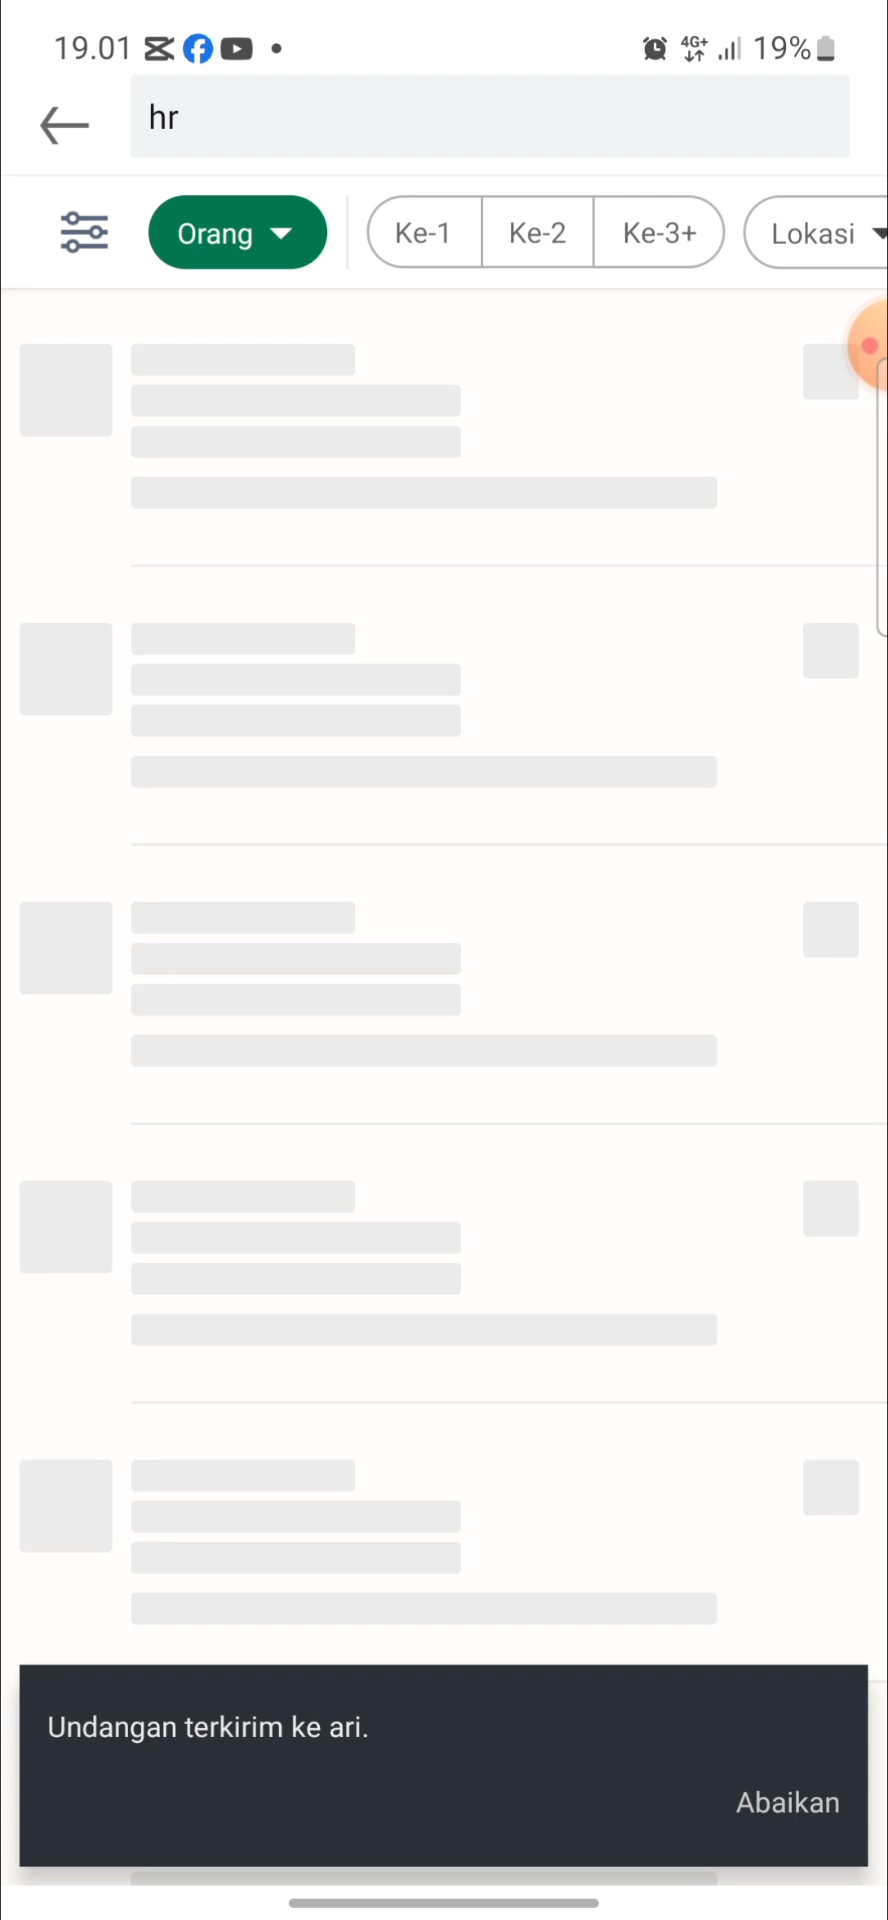 19.01
4G+
19%
hr
Orang
Ke-1
Ke-2
Ke-3+
Lokasi
Undangan terkirim ke ari.
Abaikan